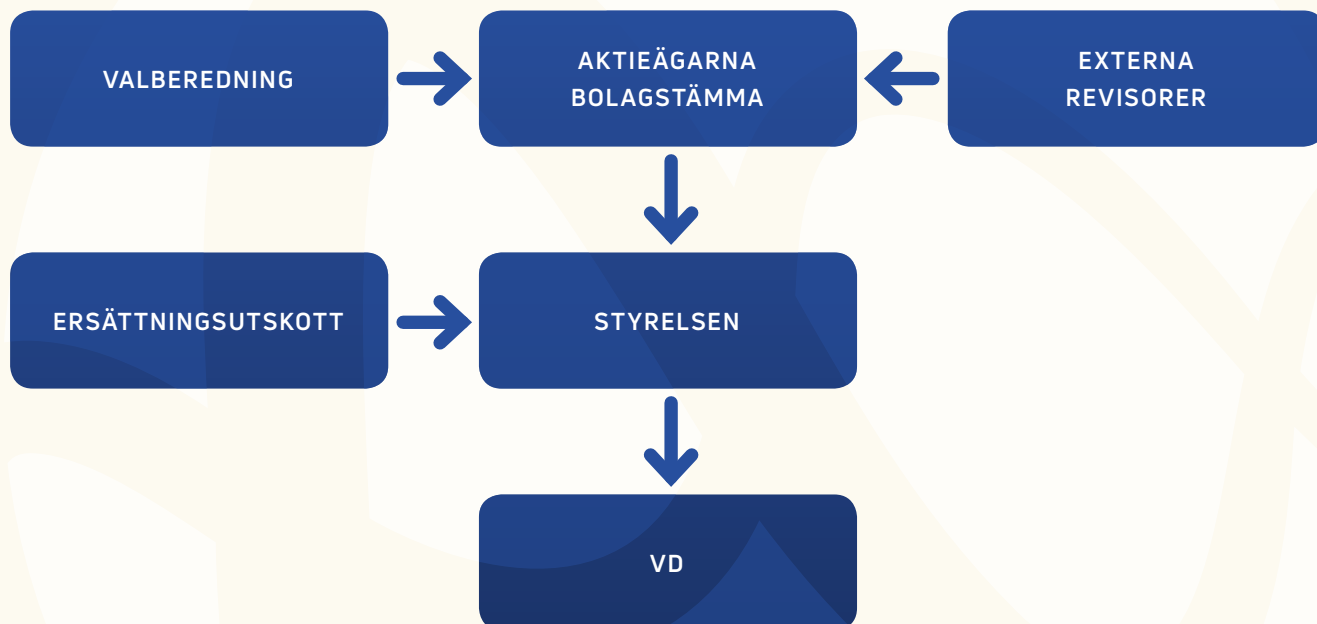 VALBEREDNING
AKTIEÄGARNA
BOLAGSTÄMMA
EXTERNA
REVISORER
ERSÄTTNINGSUTSKOTT
STYRELSEN
VD